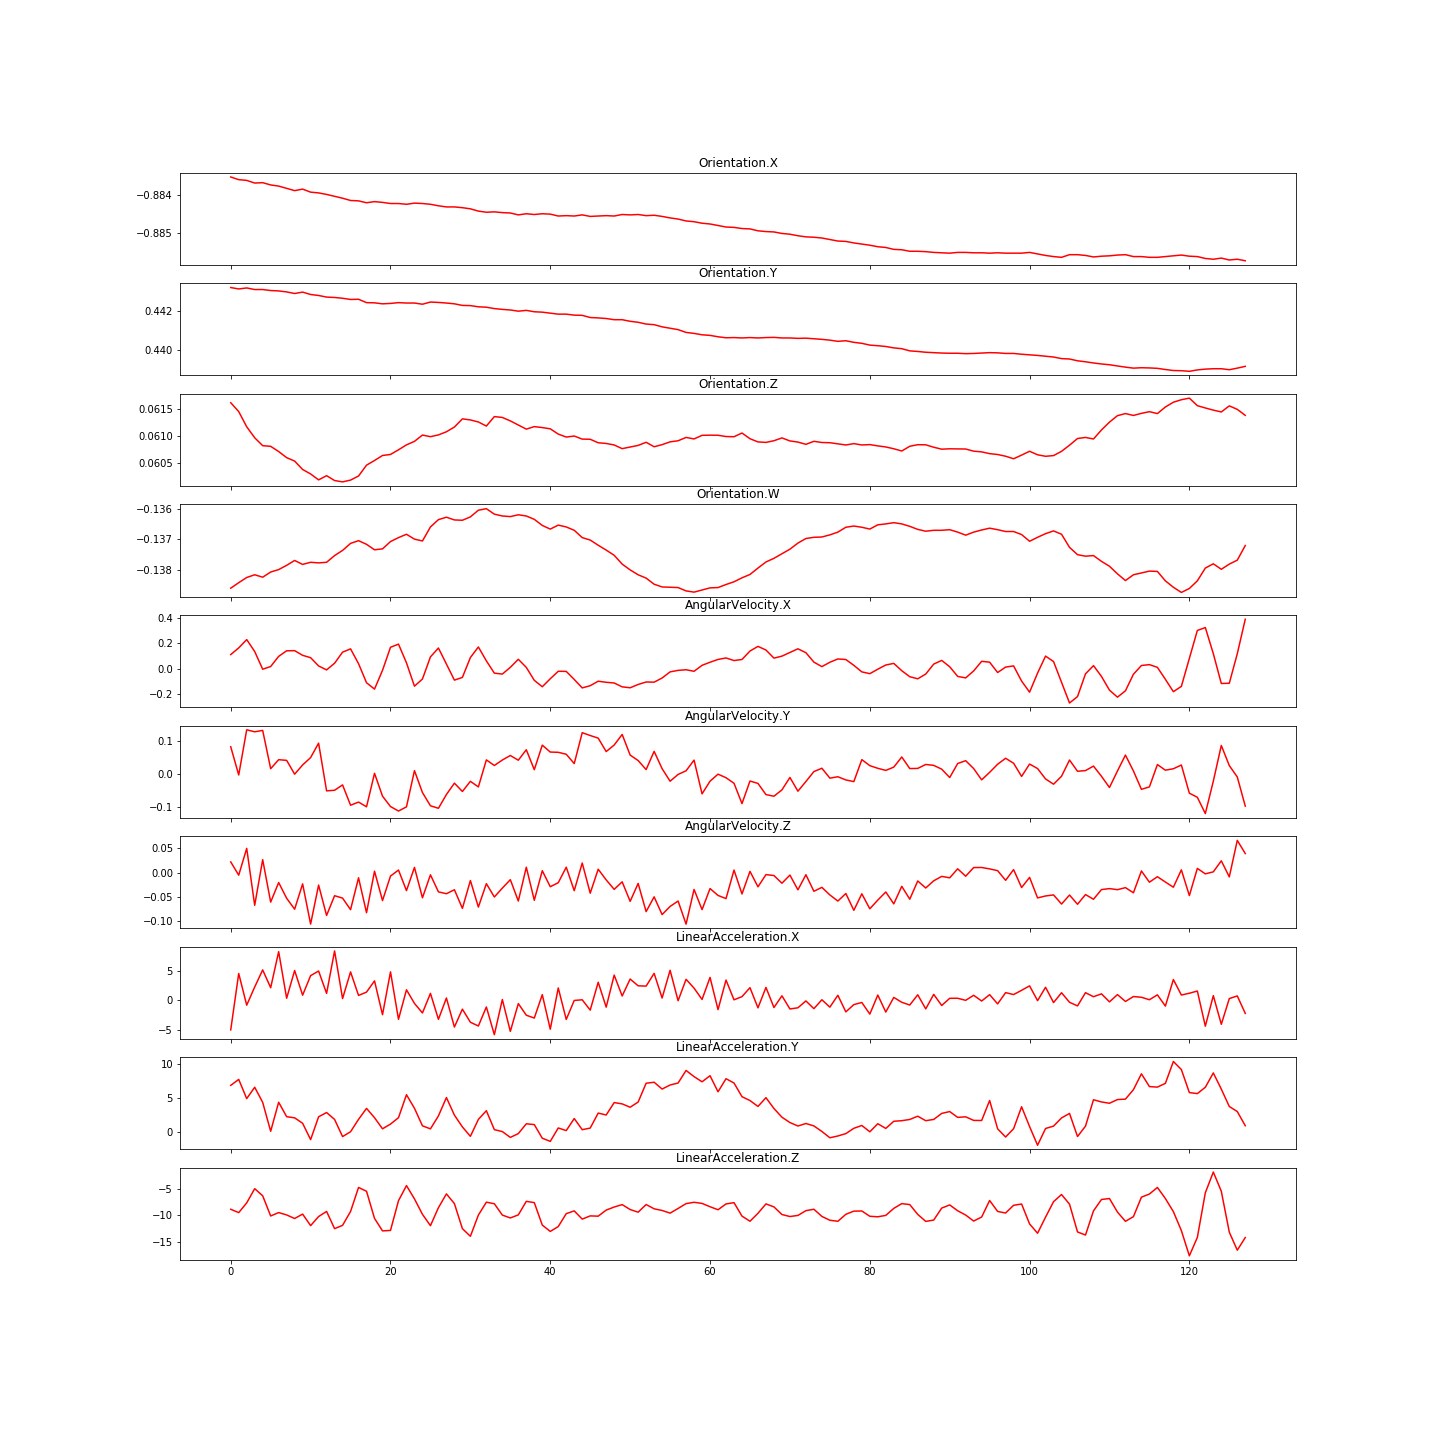 Orientation.X
−0.884
−0.885
Orientation.Y
0.442
0.440
Orientation.Z
0.0615
0.0610
0.0605
Orientation.W
−0.136
−0.137
−0.138
AngularVelocity.X
0.4
0.2
0.0
−0.2
AngularVelocity.Y
0.1
0.0
−0.1
AngularVelocity.Z
0.05
0.00
−0.05
−0.10
LinearAcceleration.X
5
0
−5
LinearAcceleration.Y
10
5
0
LinearAcceleration.Z
−5
−10
−15
0 20 40 60 80 100 120